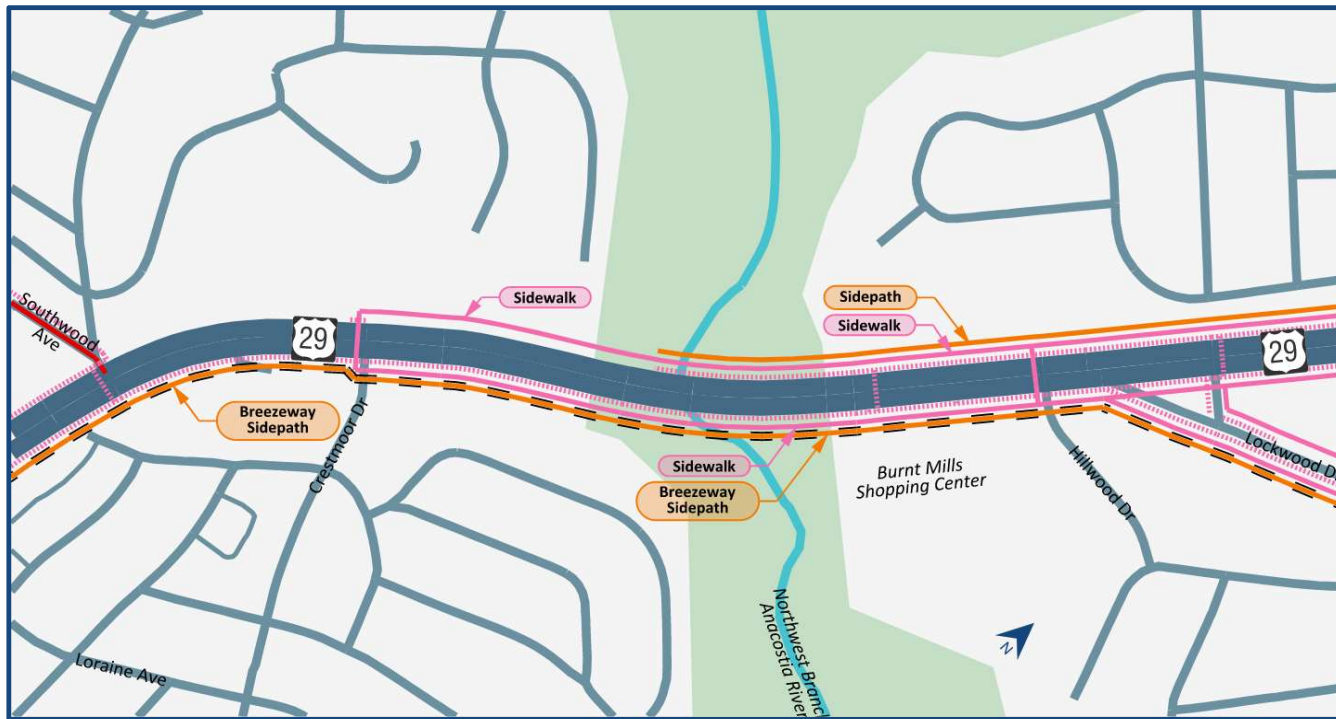 Southwood
Ave
29
Sidewalk
Sidepath
Sidewalk
29
Breezeway
Sidepath
Crestmoor Dr
Sidewalk
Breezeway
Sidepath
Burnt Mills
Shopping Center
Hillwood Dr
Lockwood Dr
Loraine Ave
Northwest Branch
Anacostia River
N